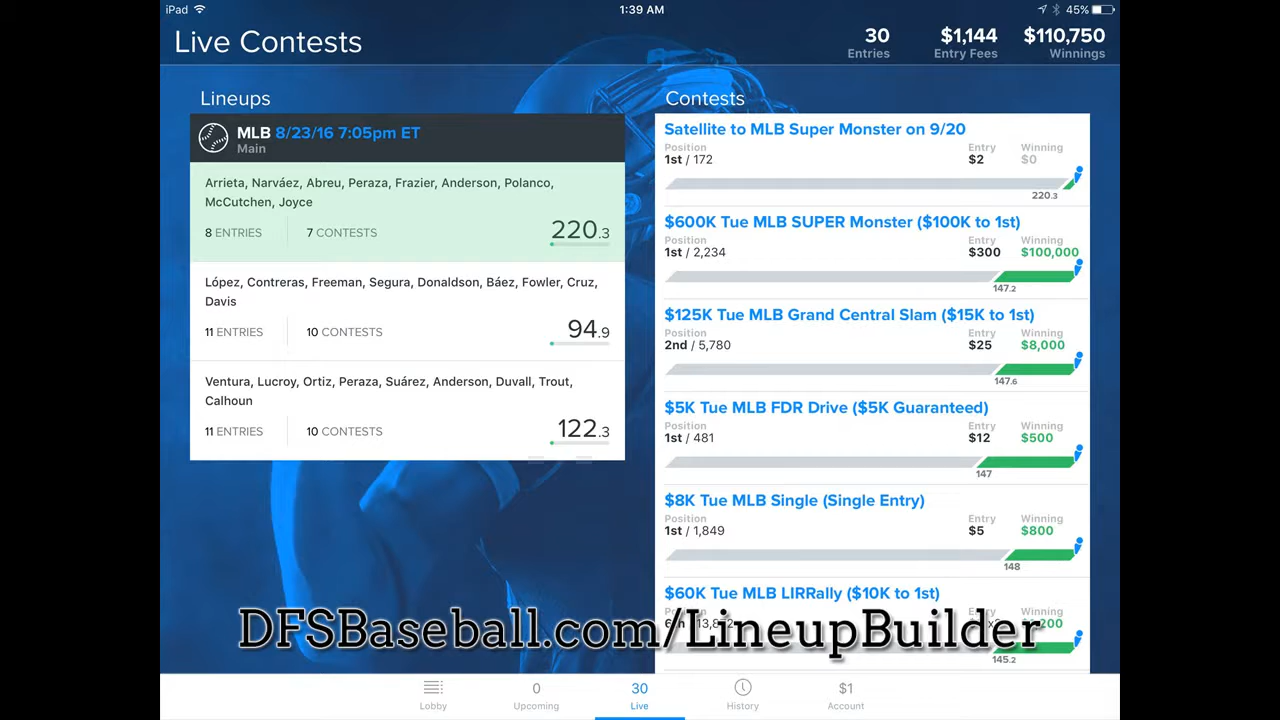 iPad
1:39 AM
45%
Live Contests
30
Entries
$1,144
Entry Fees
$110,750
Winnings
Lineups
MLB 8/23/16 7:05pm ET
Main
Arrieta, Narváez, Abreu, Peraza, Frazier, Anderson, Polanco,
McCutchen, Joyce
8 ENTRIES
7 CONTESTS
220.3
López, Contreras, Freeman, Segura, Donaldson, Báez, Fowler, Cruz,
Davis
11 ENTRIES
10 CONTESTS
94.9
Ventura, Lucroy, Ortiz, Peraza, Suárez, Anderson, Duvall, Trout,
Calhoun
11 ENTRIES
10 CONTESTS
122.3
Contests
Satellite to MLB Super Monster on 9/20
Position Entry Winning
1st / 172 $2 $0
220.3
$600K Tue MLB SUPER Monster ($100K to 1st)
Position Entry Winning
1st / 2,234 $300 $100,000
147.2
$125K Tue MLB Grand Central Slam ($15K to 1st)
Position Entry Winning
2nd / 5,780 $25 $8,000
147.6
$5K Tue MLB FDR Drive ($5K Guaranteed)
Position Entry Winning
1st / 481 $12 $500
147
$8K Tue MLB Single (Single Entry)
Position Entry Winning
1st / 1,849 $5 $800
148
$60K Tue MLB LIRRally ($10K to 1st)
Position Entry Winning
145.2
DFSBaseball.com/LineupBuilder
Lobby
0
Upcoming
30
Live
History
$1
Account